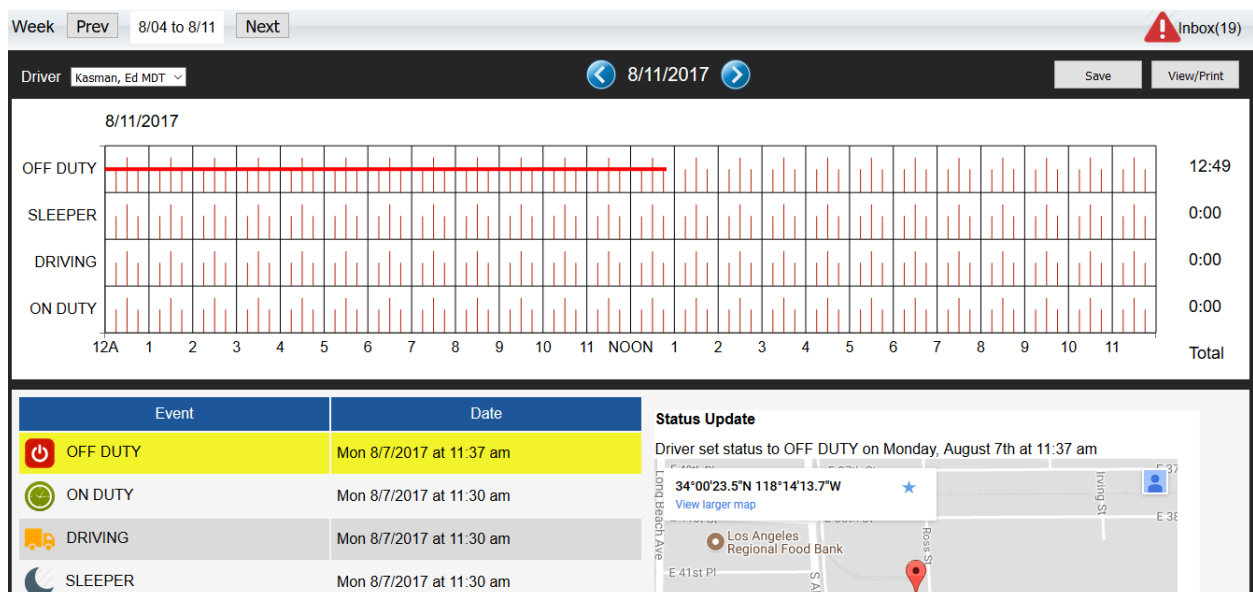 Week Prev 8/04 to 8/11 Next Inbox(19)
Driver Kasman, Ed MDT 8/11/2017 Save View/Print
8/11/2017
OFF DUTY 12:49
SLEEPER 0:00
DRIVING 0:00
ON DUTY 0:00
12A 1 2 3 4 5 6 7 8 9 10 11 NOON 1 2 3 4 5 6 7 8 9 10 11 Total
Event Date
OFF DUTY Mon 8/7/2017 at 11:37 am
ON DUTY Mon 8/7/2017 at 11:30 am
DRIVING Mon 8/7/2017 at 11:30 am
SLEEPER Mon 8/7/2017 at 11:30 am
Status Update
Driver set status to OFF DUTY on Monday, August 7th at 11:37 am
34°00'23.5"N 118°14'13.7"W
View larger map
Long Beach Ave
Irving St
Los Angeles
Regional Food Bank
Ross St
E 41st Pl